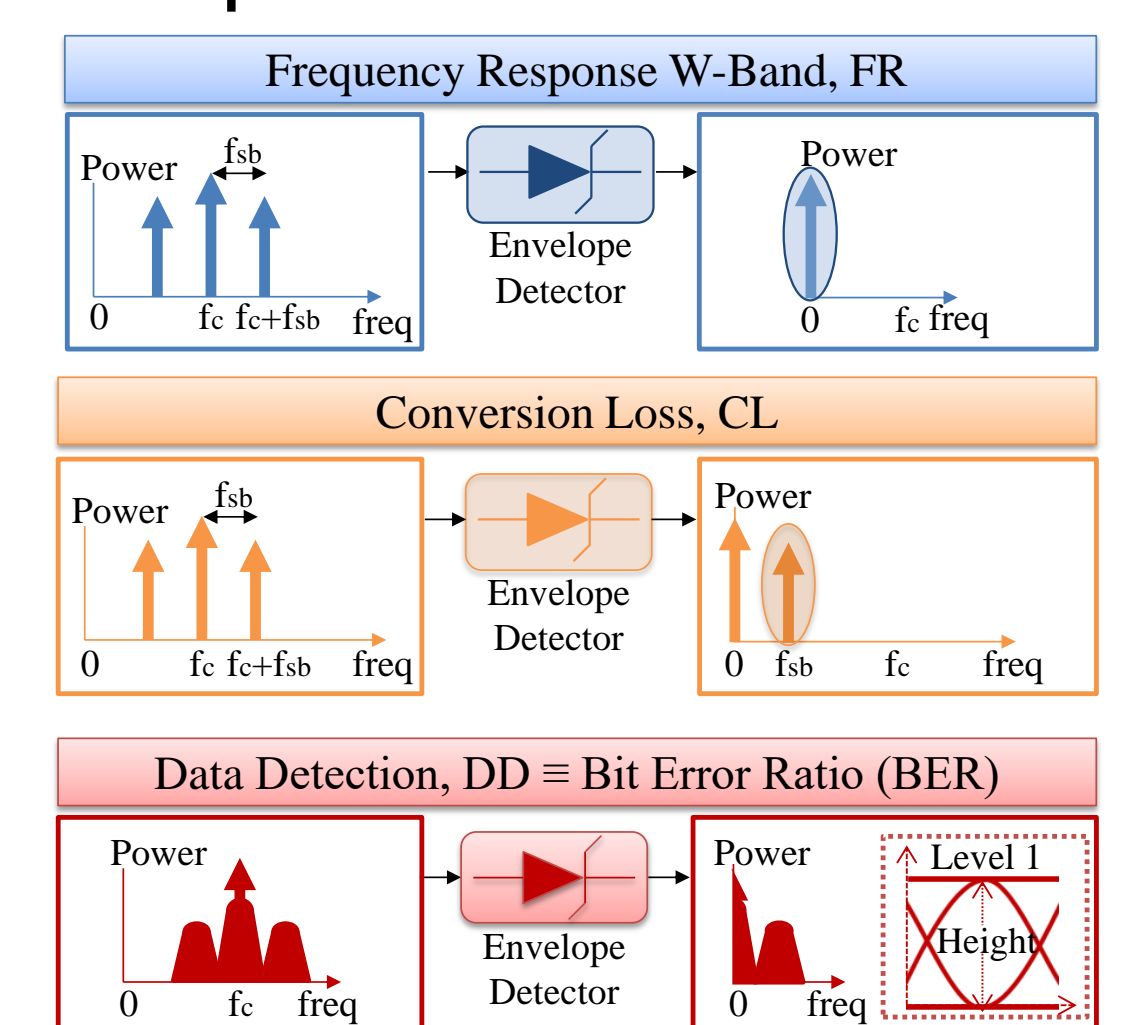 Frequency Response W-Band, FR
Power
fsb
0
fc
fc+fsb
freq
Envelope
Detector
Power
0
fc
freq
Conversion Loss, CL
Power
fsb
0
fc
fc+fsb
freq
Envelope
Detector
Power
0
fsb
fc
freq
Data Detection, DD ≡ Bit Error Ratio (BER)
Power
0
fc
freq
Envelope
Detector
Power
0
freq
Level 1
Height